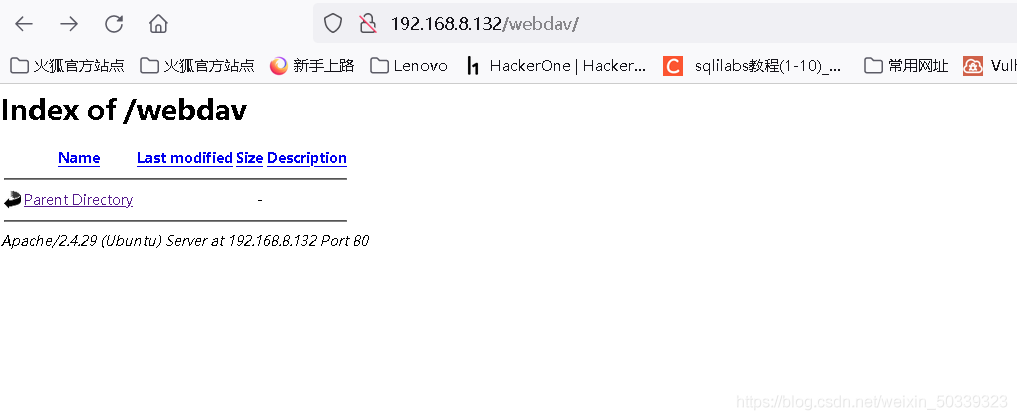 192.168.8.132/webdav/
火狐官方站点 火狐官方站点 新手上路 Lenovo HackerOne | Hacker... sqlilabs教程(1-10)_... 常用网址 Vulh
Index of /webdav
Name Last modified Size Description
Parent Directory -
Apache/2.4.29 (Ubuntu) Server at 192.168.8.132 Port 80
https://blog.csdn.net/weixin_50339323